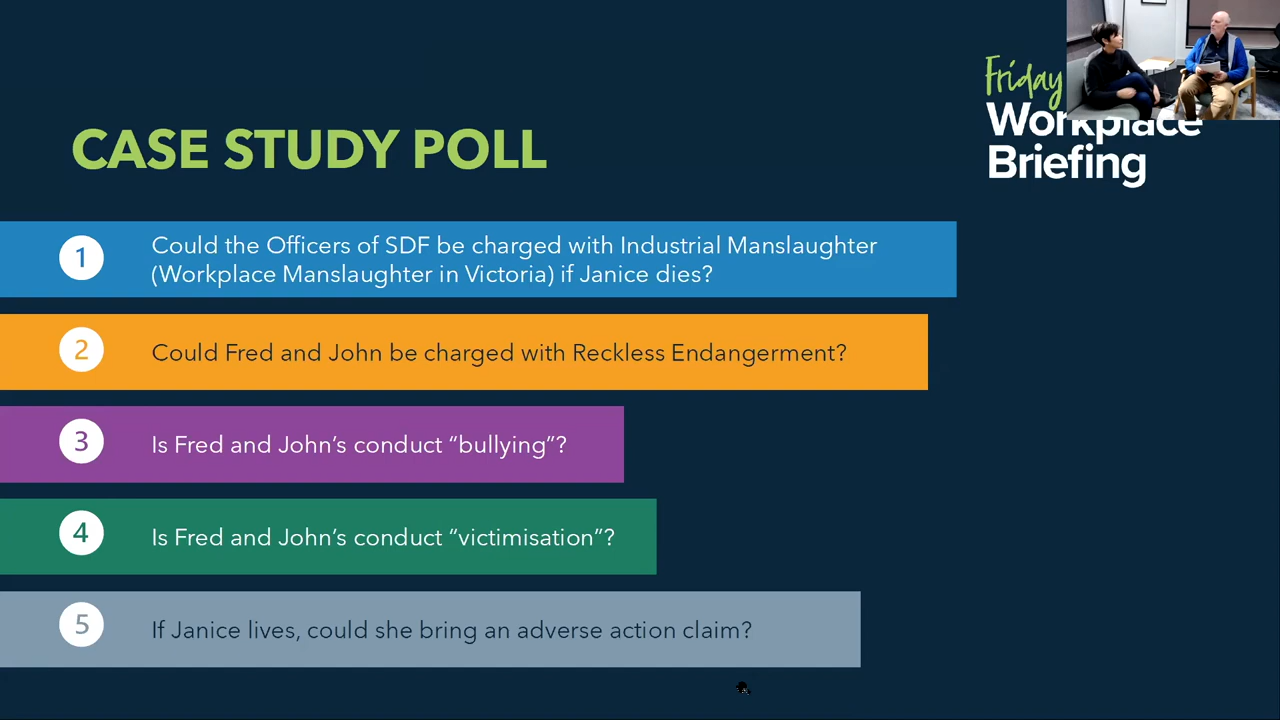 Friday
Workplace
Briefing
CASE STUDY POLL
1
Could the Officers of SDF be charged with Industrial Manslaughter
(Workplace Manslaughter in Victoria) if Janice dies?
2
Could Fred and John be charged with Reckless Endangerment?
3
Is Fred and John’s conduct “bullying”?
4
Is Fred and John’s conduct “victimisation”?
5
If Janice lives, could she bring an adverse action claim?